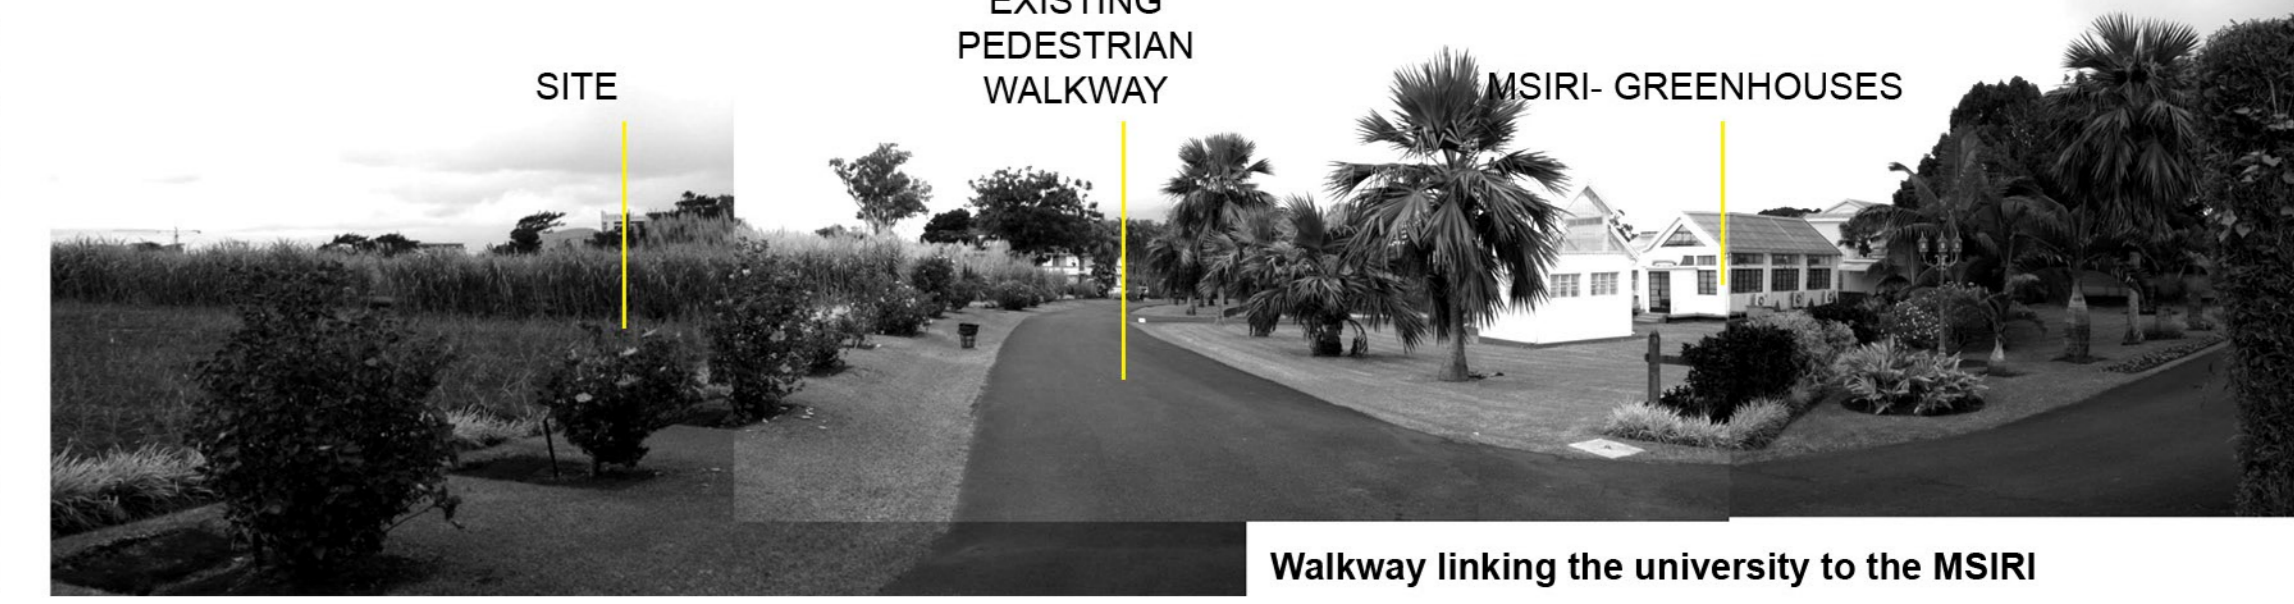 EXISTING
PEDESTRIAN
WALKWAY
SITE
MSIRI- GREENHOUSES
Walkway linking the university to the MSIRI